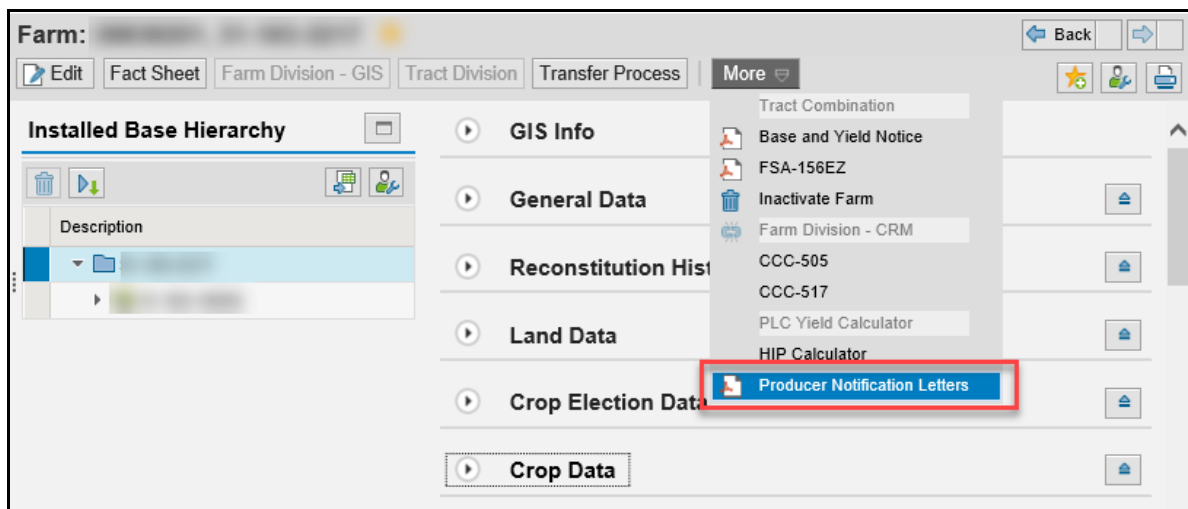 Farm:
Back
Edit Fact Sheet Farm Division - GIS Tract Division Transfer Process More
Installed Base Hierarchy
Description
GIS Info
General Data
Reconstitution Hist
Land Data
Crop Election Data
Crop Data
Tract Combination
Base and Yield Notice
FSA-156EZ
Inactivate Farm
Farm Division - CRM
CCC-505
CCC-517
PLC Yield Calculator
HIP Calculator
Producer Notification Letters